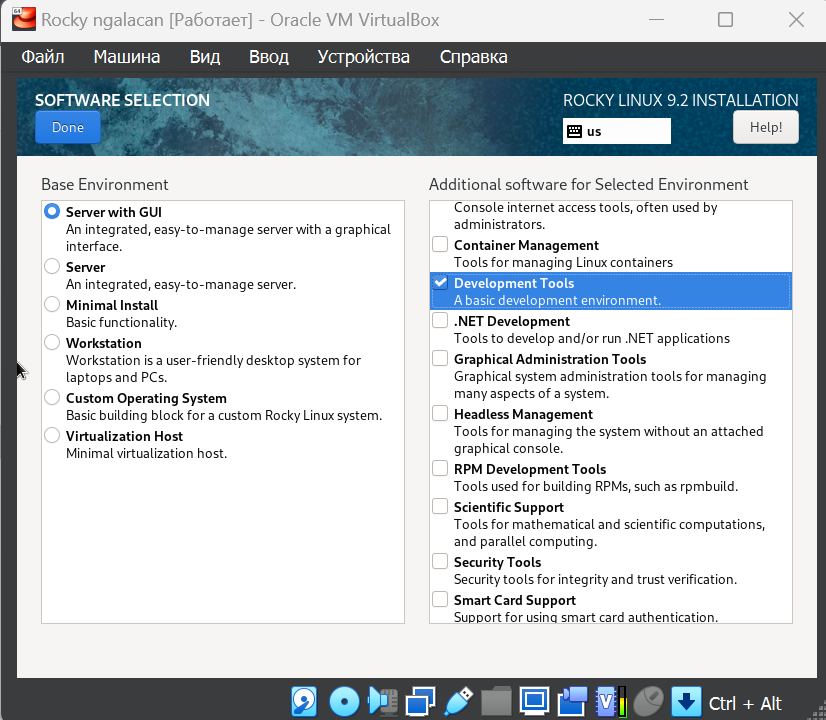 64
Rocky ngalacan [Работает] - Oracle VM VirtualBox
Файл Машина Вид Ввод Устройства Справка
SOFTWARE SELECTION
Done
ROCKY LINUX 9.2 INSTALLATION
us
Help!
Base Environment
Server with GUI
An integrated, easy-to-manage server with a graphical
interface.
Server
An integrated, easy-to-manage server.
Minimal Install
Basic functionality.
Workstation
Workstation is a user-friendly desktop system for
laptops and PCs.
Custom Operating System
Basic building block for a custom Rocky Linux system.
Virtualization Host
Minimal virtualization host.
Additional software for Selected Environment
Console internet access tools, often used by
administrators.
Container Management
Tools for managing Linux containers
Development Tools
A basic development environment.
.NET Development
Tools to develop and/or run .NET applications
Graphical Administration Tools
Graphical system administration tools for managing
many aspects of a system.
Headless Management
Tools for managing the system without an attached
graphical console.
RPM Development Tools
Tools used for building RPMs, such as rpmbuild.
Scientific Support
Tools for mathematical and scientific computations,
and parallel computing.
Security Tools
Security tools for integrity and trust verification.
Smart Card Support
Support for using smart card authentication.
V
Ctrl + Alt